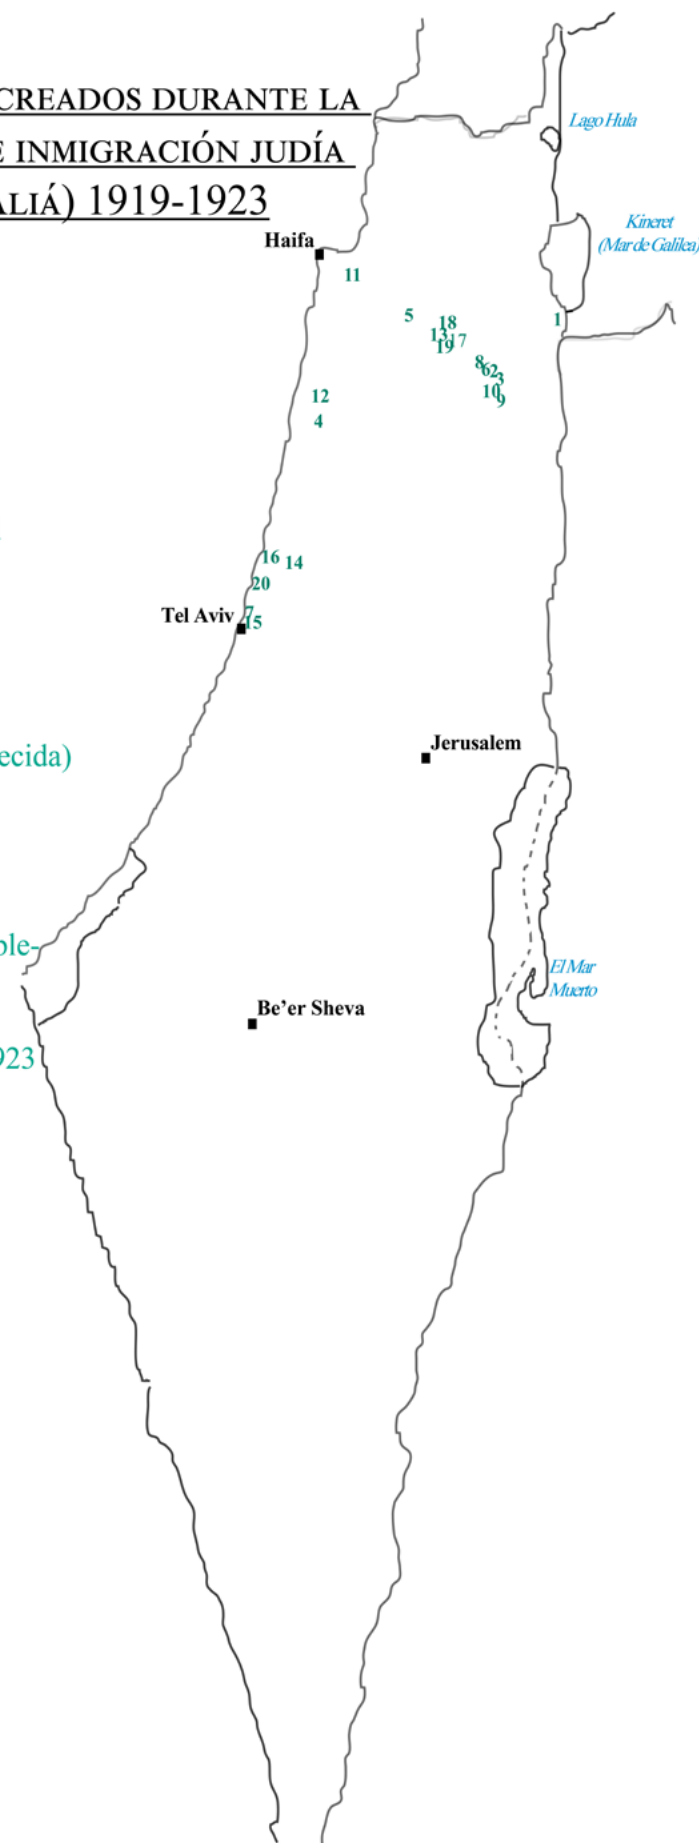 CREADOS DURANTE LA
E INMIGRACIÓN JUDÍA
ALIÁ) 1919-1923
Lago Hula
Kineret
(Mar de Galilea)
Haifa
11
1
5
18
13
17
19
8
6
2
3
10
9
12
4
16
14
20
7
15
Tel Aviv
Jerusalem
ecida)
ble-
El Mar
Muerto
Be’er Sheva
923